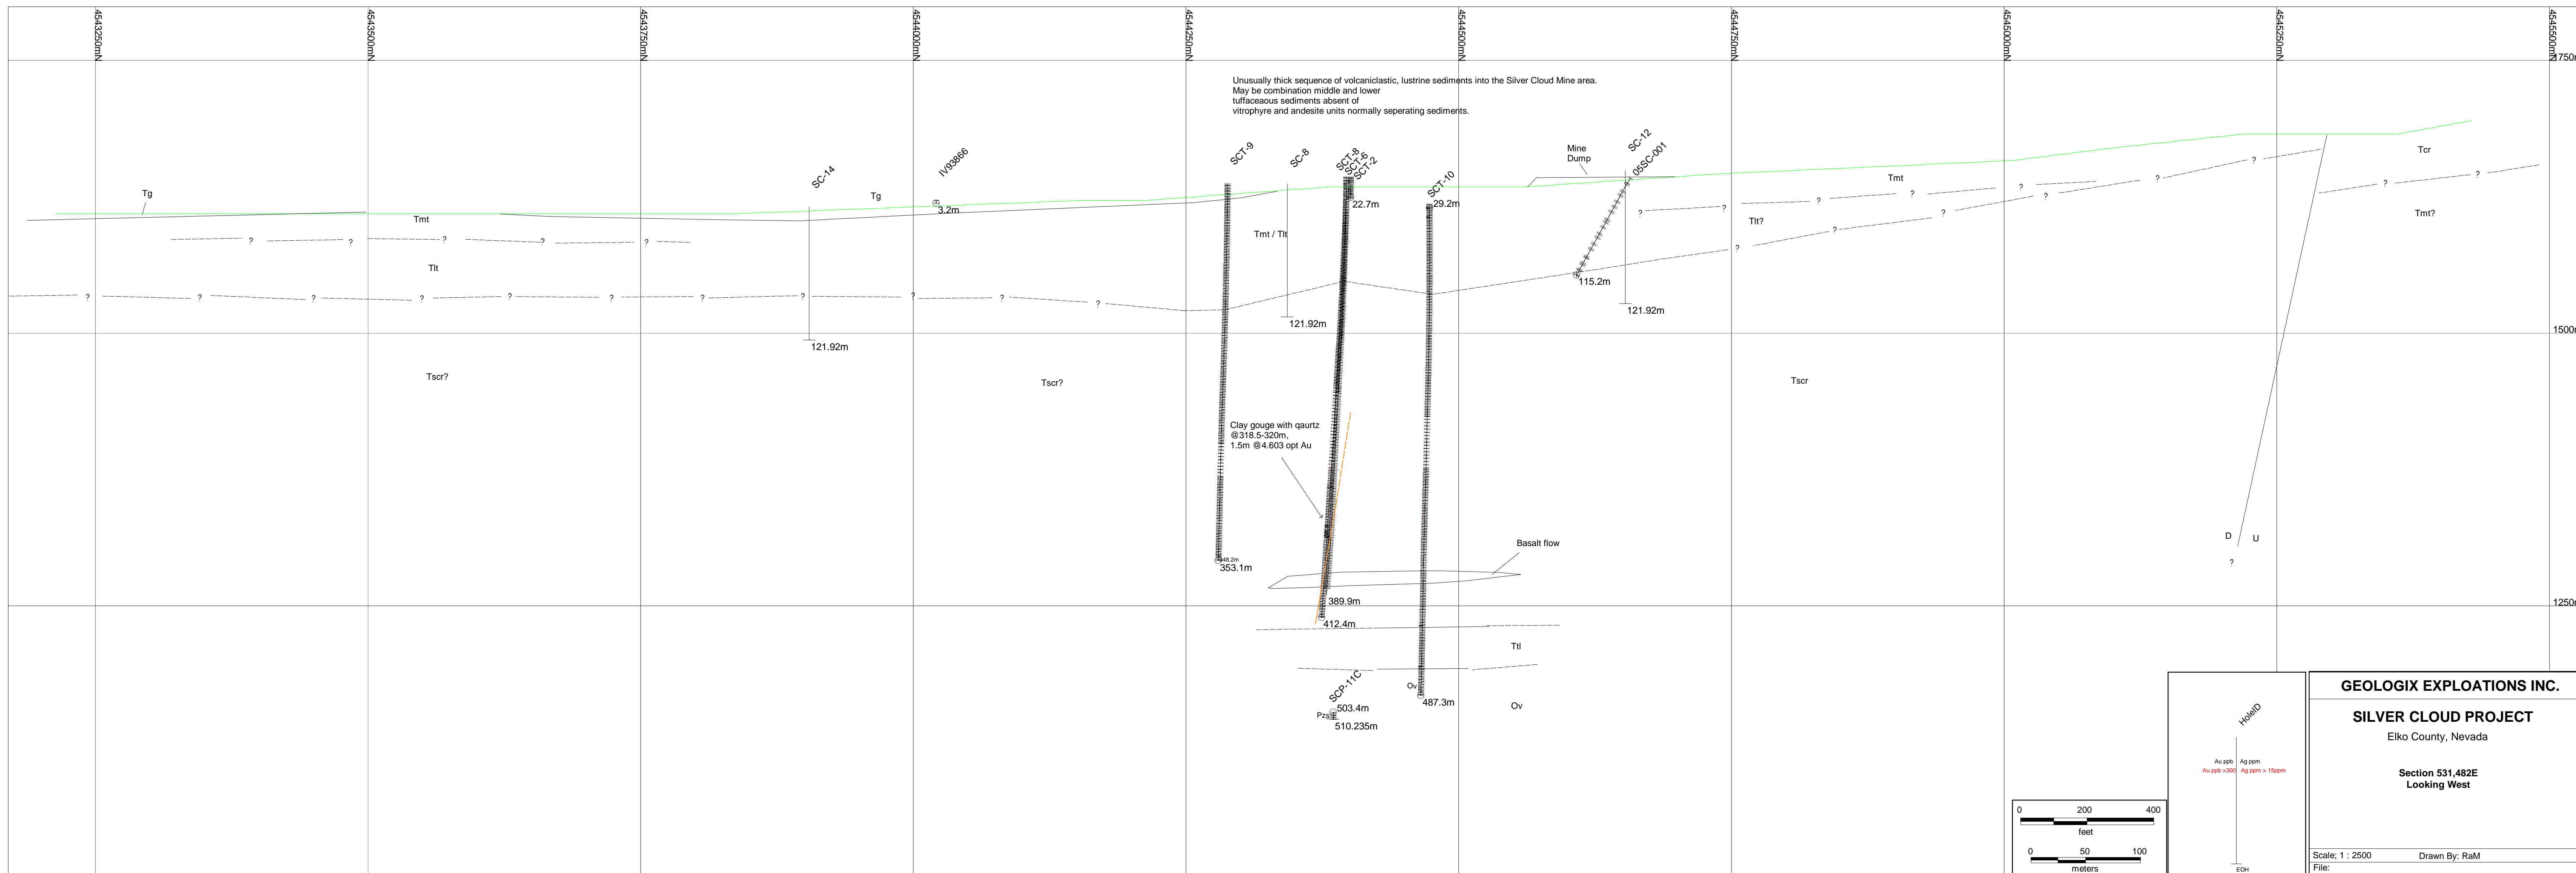 4543250mN
4543500mN
4543750mN
4544000mN
4544250mN
4544500mN
4544750mN
4545000mN
4545250mN
4545500mN
1750m
Unusually thick sequence of volcaniclastic, lustrine sediments into the Silver Cloud Mine area.
May be combination middle and lower
tuffaceaous sediments absent of
vitrophyre and andesite units normally seperating sediments.
SC-14
IV93866
SCT-9
SC-8
SCT-8
SCT-6
SCT-2
SCT-10
Mine
Dump
SC-12
05SC-001
Tg
Tg
3.2m
22.7m
29.2m
Tmt
Tmt / Tlt
Tmt
Tlt?
Tcr
Tmt?
Tlt
? ? ? ? ?
? ? ? ? ? ? ? ? ? ? ?
? ? ? ? ?
? ? ? ? ? ?
? ?
115.2m
121.92m
121.92m
121.92m
1500m
Tscr?
Tscr?
Tscr
Clay gouge with qaurtz
@318.5-320m,
1.5m @4.603 opt Au
Basalt flow
D U
?
348.2m
353.1m
389.9m
412.4m
1250m
Ttl
SCP-11C
Ov
487.3m
Ov
503.4m
Pzs
510.235m
HoleID
Au ppb Ag ppm
Au ppb >300 Ag ppm > 15ppm
EOH
0 200 400
feet
0 50 100
meters
GEOLOGIX EXPLOATIONS INC.
SILVER CLOUD PROJECT
Elko County, Nevada
Section 531,482E
Looking West
Scale; 1 : 2500 Drawn By: RaM
File: